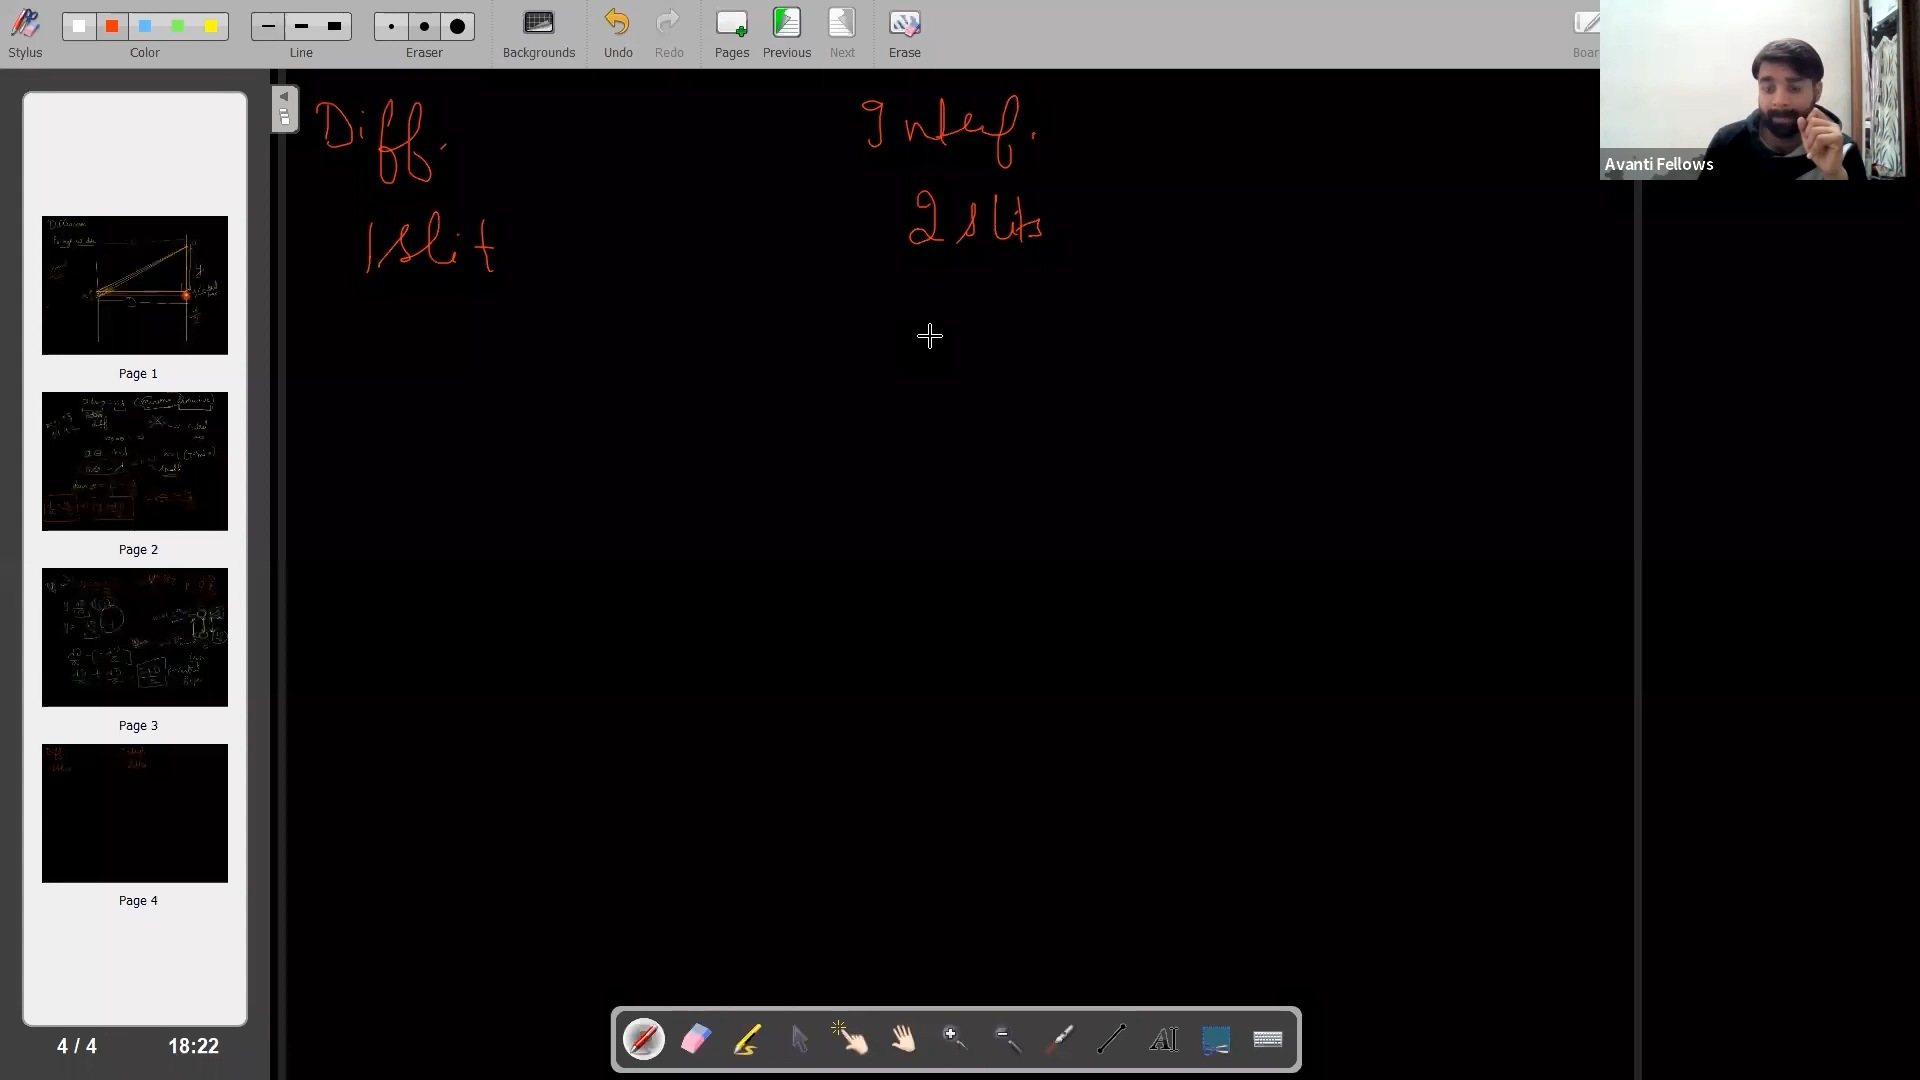 Stylus
Color
Line
Eraser
Backgrounds
Undo
Redo
Pages
Previous
Next
Erase
Boar
Avanti Fellows
Diff.
Interf.
1 slit
2 slits
Page 1
Page 2
Page 3
Page 4
4 / 4
18:22